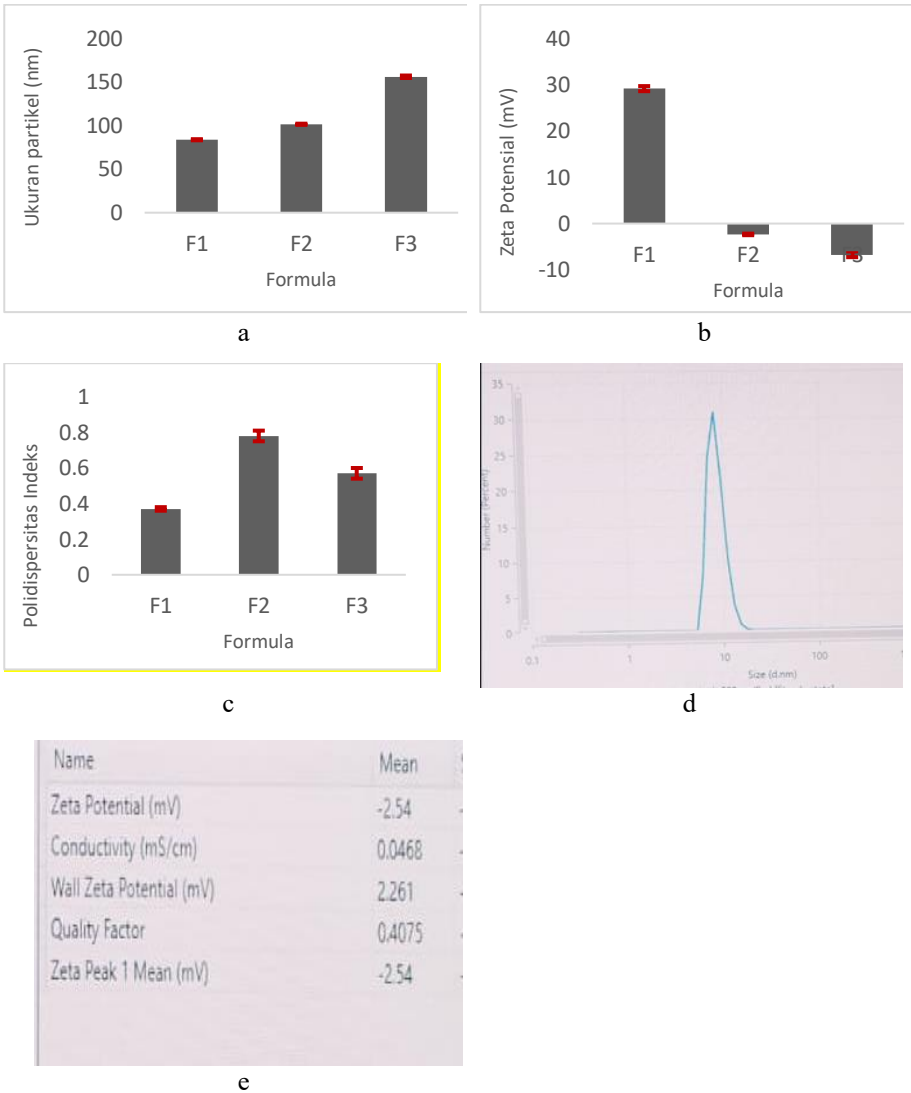 200
150
100
50
0
Ukuran partikel (nm)
F1 F2 F3
Formula
a
40
30
20
10
0
-10
Zeta Potensial (mV)
F1 F2 F3
Formula
b
1
0.8
0.6
0.4
0.2
0
Polidispersitas Indeks
F1 F2 F3
Formula
c
35
30
25
20
15
10
5
0
Number (Percent)
0.1 1 10 100
Size (d.nm)
d
Name Mean
Zeta Potential (mV) -2.54
Conductivity (mS/cm) 0.0468
Wall Zeta Potential (mV) 2.261
Quality Factor 0.4075
Zeta Peak 1 Mean (mV) -2.54
e